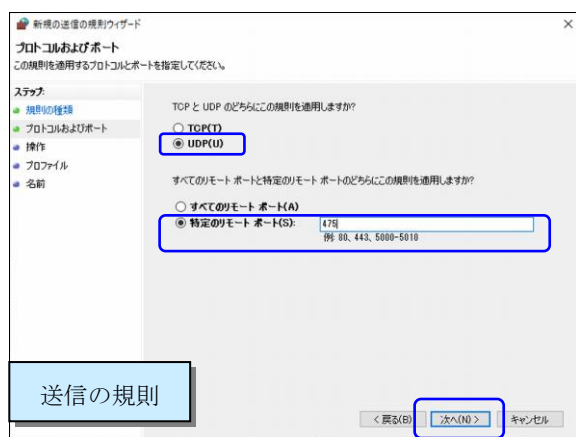 新規の送信の規則ウィザード
プロトコルおよびポート
この規則を適用するプロトコルとポートを指定してください。
ステップ:
規則の種類
プロトコルおよびポート
操作
プロファイル
名前
TCP と UDP のどちらにこの規則を適用しますか?
TCP(T)
UDP(U)
すべてのリモート ポートと特定のリモート ポートのどちらにこの規則を適用しますか?
すべてのリモート ポート(A)
特定のリモート ポート(S):
475
例: 80、443、5000-5010
送信の規則
< 戻る(B)
次へ(N) >
キャンセル